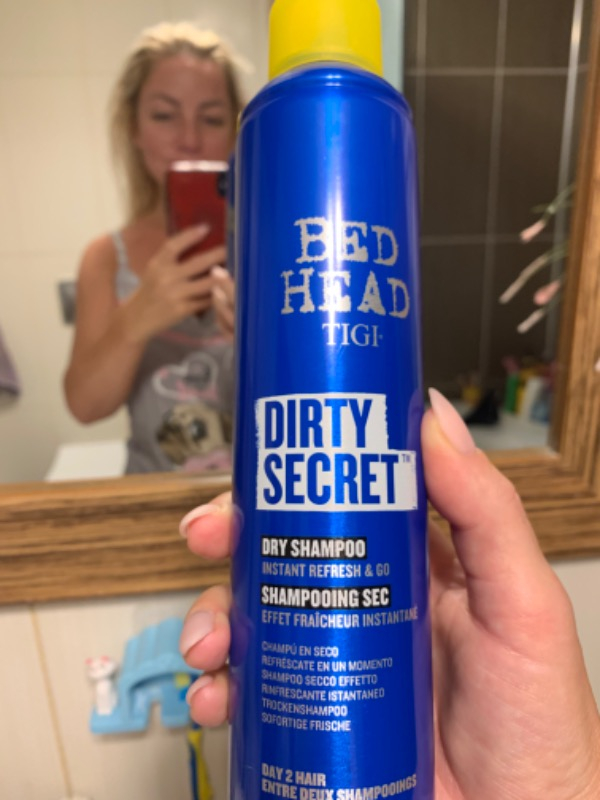 BED
HEAD
TIGI®
DIRTY
SECRET™
DRY SHAMPOO
INSTANT REFRESH & GO
SHAMPOOING SEC
EFFET FRAÎCHEUR INSTANTANÉ
CHAMPÚ EN SECO
REFRÉSCATE EN UN MOMENTO
SHAMPOO SECCO EFFETTO
RINFRESCANTE ISTANTANEO
TROCKENSHAMPOO
SOFORTIGE FRISCHE
DAY 2 HAIR
ENTRE DEUX SHAMPOOINGS